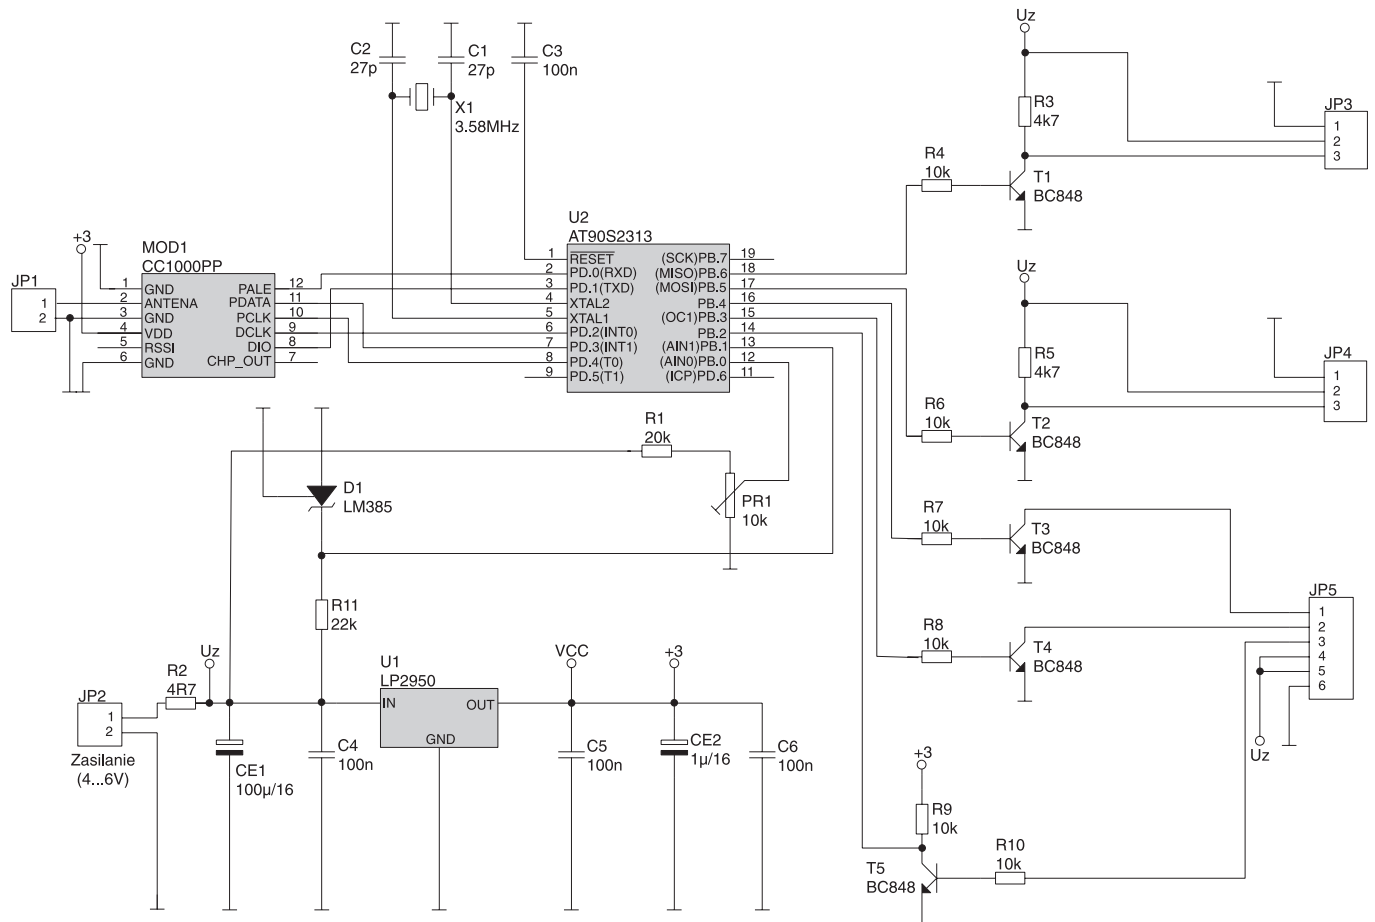 C2
27p
C1
27p
X1
3.58MHz
C3
100n
Uz
R3
4k7
JP3
1
2
3
R4
10k
T1
BC848
U2
AT90S2313
1 RESET (SCK)PB.7 19
2 PD.0(RXD) (MISO)PB.6 18
3 PD.1(TXD) (MOSI)PB.5 17
4 XTAL2 PB.4 16
5 XTAL1 (OC1)PB.3 15
6 PD.2(INT0) PB.2 14
7 PD.3(INT1) (AIN1)PB.1 13
8 PD.4(T0) (AIN0)PB.0 12
9 PD.5(T1) (ICP)PD.6 11
+3
MOD1
CC1000PP
1 GND PALE 12
2 ANTENA PDATA 11
3 GND PCLK 10
4 VDD DCLK 9
5 RSSI DIO 8
6 GND CHP_OUT 7
JP1
1
2
Uz
R5
4k7
JP4
1
2
3
R6
10k
T2
BC848
R1
20k
D1
LM385
PR1
10k
R7
10k
T3
BC848
R11
22k
R8
10k
T4
BC848
JP5
1
2
3
4
5
6
Uz
Uz
R2
4R7
JP2
1
2
Zasilanie
(4...6V)
U1
LP2950
IN
OUT
GND
VCC
+3
CE1
100µ/16
C4
100n
C5
100n
CE2
1µ/16
C6
100n
+3
R9
10k
R10
10k
T5
BC848